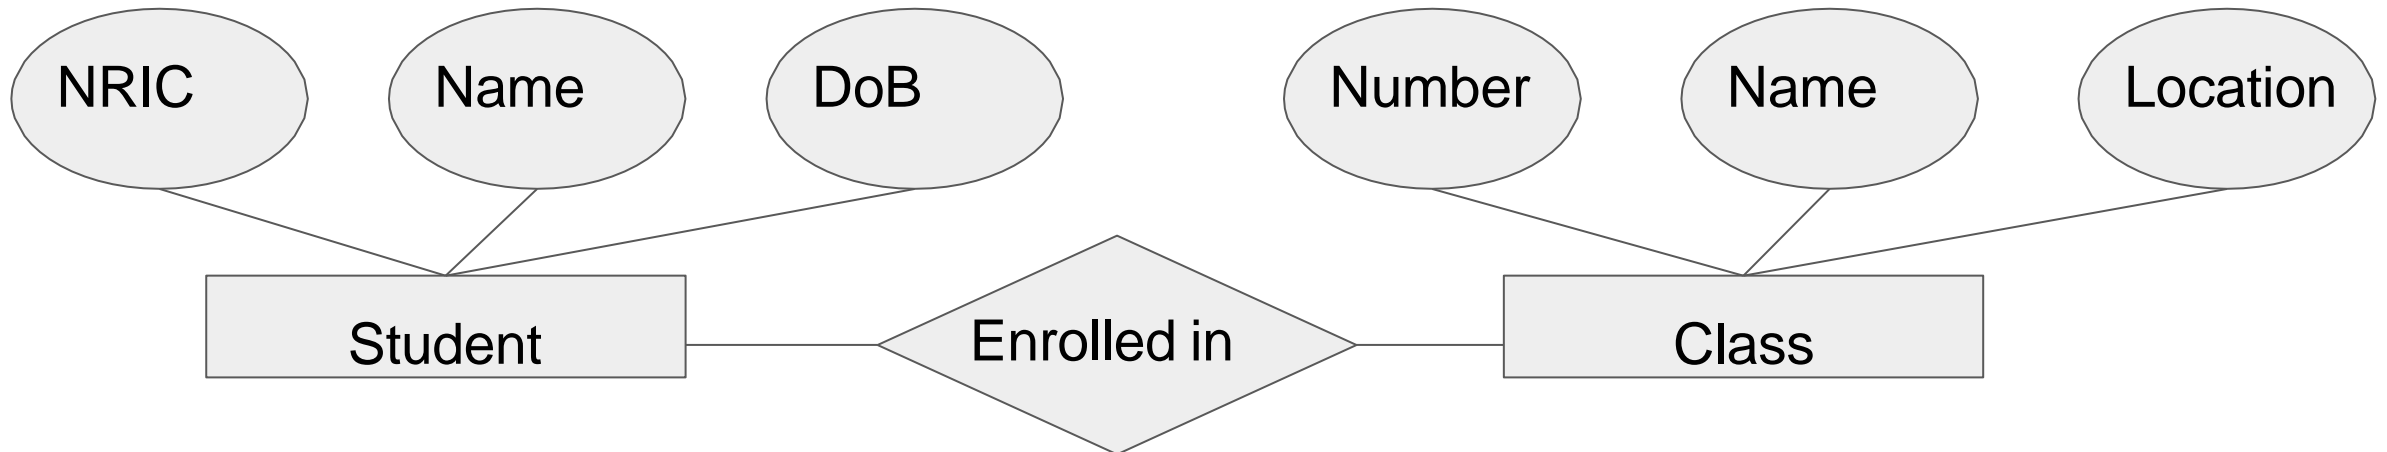 NRIC
Name
DoB
Number
Name
Location
Student
Enrolled in
Class